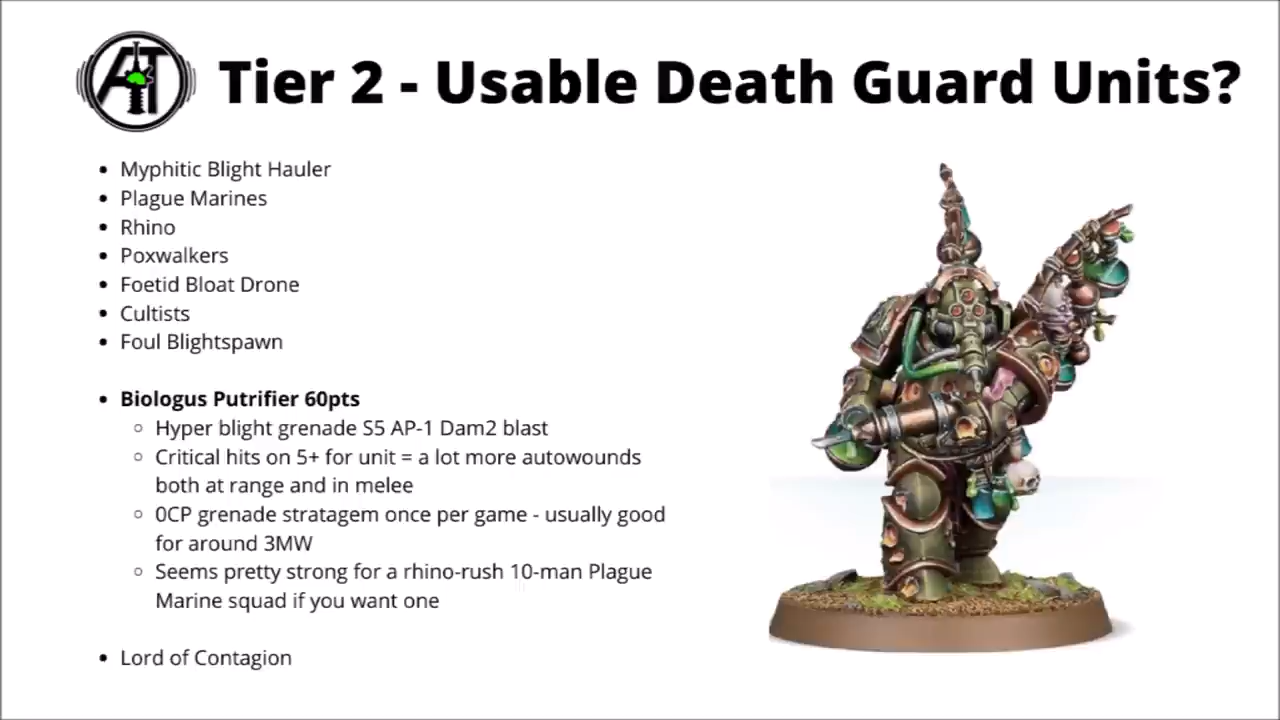 AT
Tier 2 - Usable Death Guard Units?
• Myphitic Blight Hauler
• Plague Marines
• Rhino
• Poxwalkers
• Foetid Bloat Drone
• Cultists
• Foul Blightspawn
• Biologus Putrifier 60pts
○ Hyper blight grenade S5 AP-1 Dam2 blast
○ Critical hits on 5+ for unit = a lot more autowounds
both at range and in melee
○ 0CP grenade stratagem once per game - usually good
for around 3MW
○ Seems pretty strong for a rhino-rush 10-man Plague
Marine squad if you want one
• Lord of Contagion